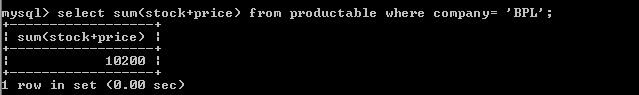 mysql> select sum(stock+price) from productable where company= 'BPL';
+------------------+
| sum(stock+price) |
+------------------+
|            10200 |
+------------------+
1 row in set (0.00 sec)